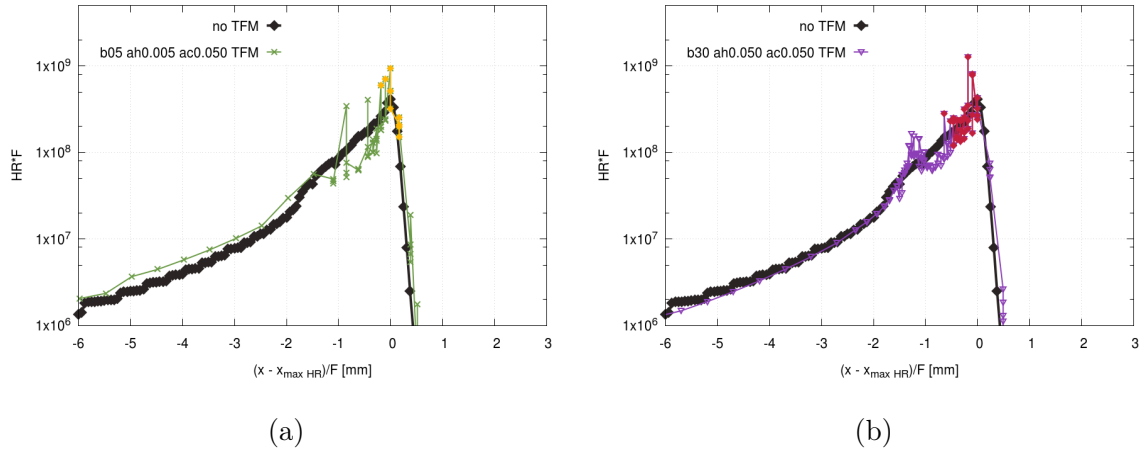 no TFM
b05 ah0.005 ac0.050 TFM
1x10⁹
1x10⁸
1x10⁷
1x10⁶
HR*F
-6 -5 -4 -3 -2 -1 0 1 2 3
(x - x_max HR)/F [mm]
(a)
no TFM
b30 ah0.050 ac0.050 TFM
1x10⁹
1x10⁸
1x10⁷
1x10⁶
HR*F
-6 -5 -4 -3 -2 -1 0 1 2 3
(x - x_max HR)/F [mm]
(b)